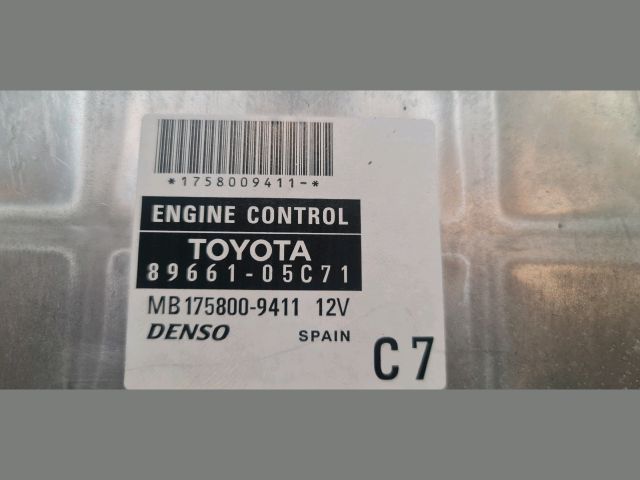 *1758009411-*
ENGINE CONTROL
TOYOTA
89661-05C71
MB175800-9411 12V
DENSO SPAIN C7